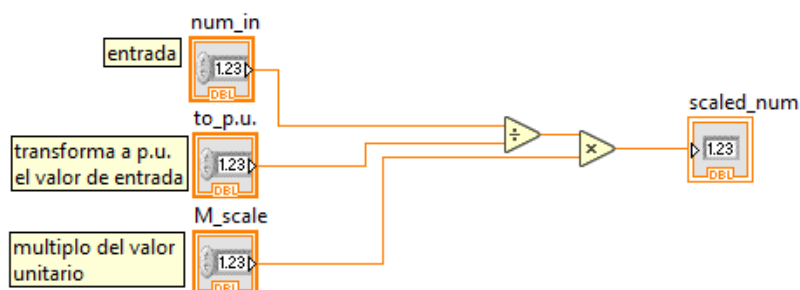 num_in
entrada
1.23
DBL
to_p.u.
transforma a p.u.
el valor de entrada
1.23
DBL
M_scale
multiplo del valor
unitario
1.23
DBL
÷
×
scaled_num
1.23
DBL